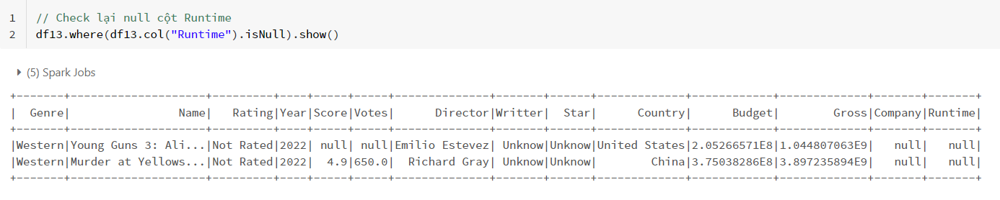 1 // Check lại null cột Runtime
2 df13.where(df13.col("Runtime").isNull).show()
(5) Spark Jobs
+-------+--------------------+---------+----+-----+-----+--------------+-------+------+-------------+------------+-------------+-------+-------+
|  Genre|                Name|   Rating|Year|Score|Votes|      Director|Writter|  Star|      Country|      Budget|        Gross|Company|Runtime|
+-------+--------------------+---------+----+-----+-----+--------------+-------+------+-------------+------------+-------------+-------+-------+
|Western|Young Guns 3: Ali...|Not Rated|2022| null| null|Emilio Estevez| Unknow|Unknow|United States|2.05266571E8|1.044807063E9|   null|   null|
|Western|Murder at Yellows...|Not Rated|2022|  4.9|650.0|  Richard Gray| Unknow|Unknow|        China|3.75038286E8|3.897235894E9|   null|   null|
+-------+--------------------+---------+----+-----+-----+--------------+-------+------+-------------+------------+-------------+-------+-------+